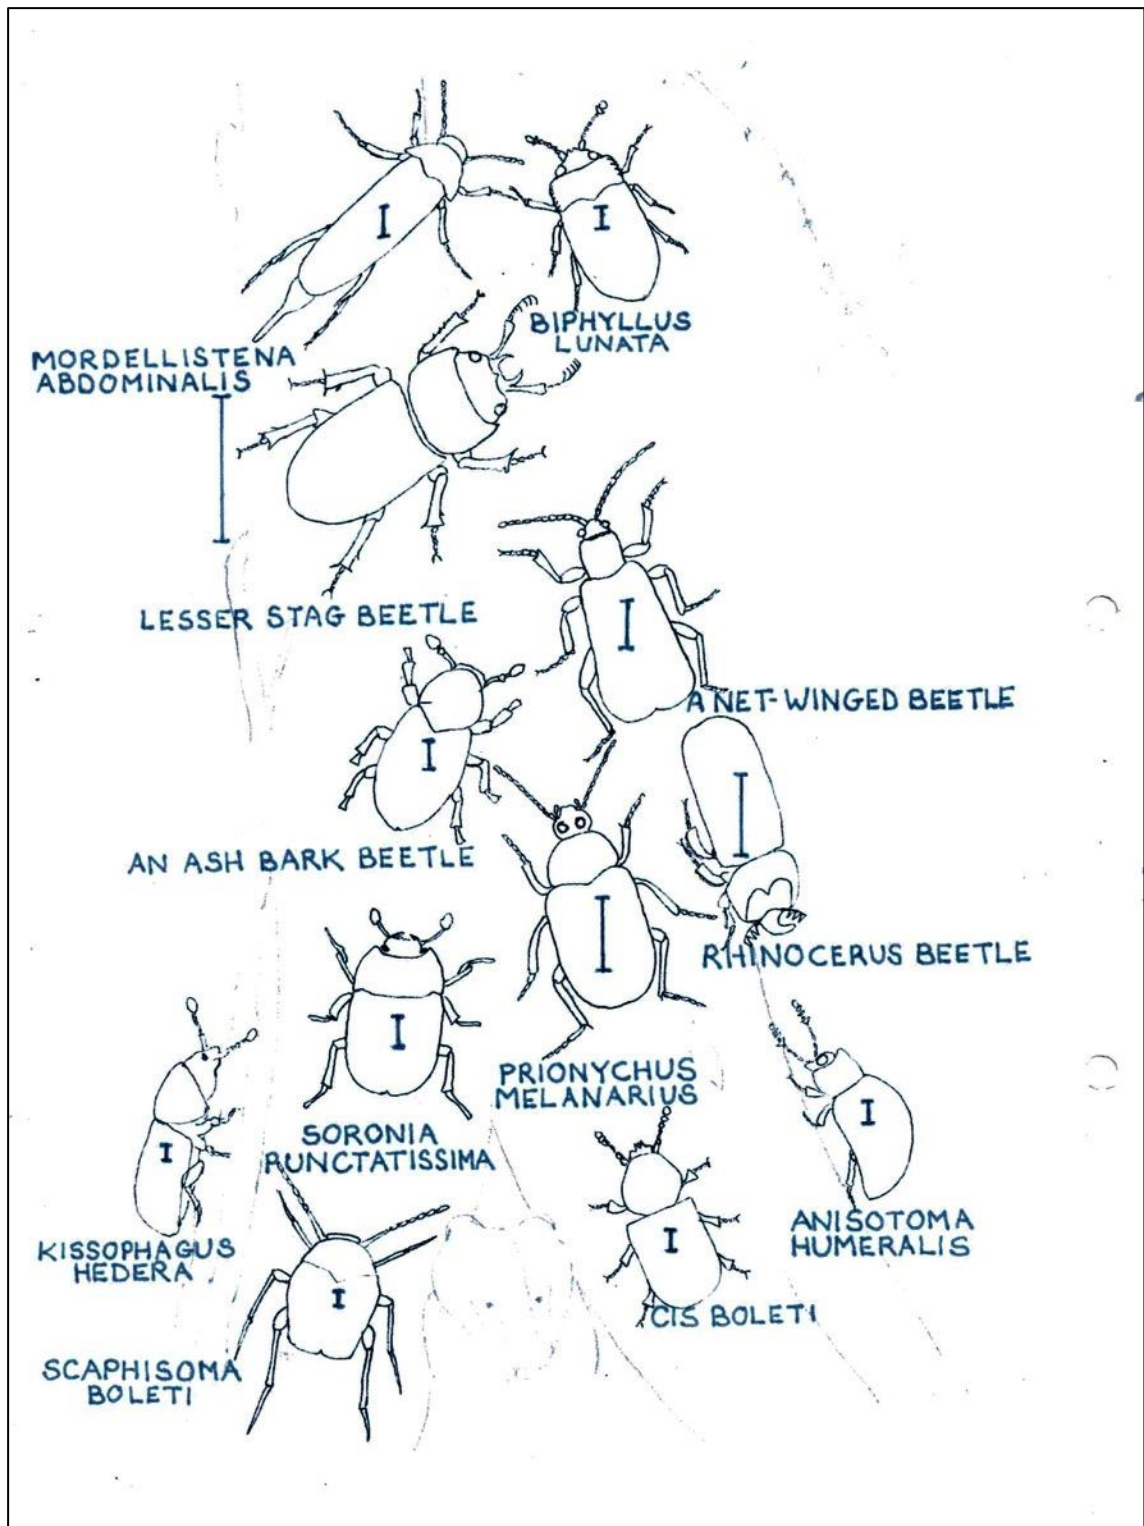 BIPHYLLUS
LUNATA
MORDELLISTENA
ABDOMINALIS
LESSER STAG BEETLE
A NET-WINGED BEETLE
AN ASH BARK BEETLE
RHINOCERUS BEETLE
PRIONYCHUS
MELANARIUS
SORONIA
PUNCTATISSIMA
ANISOTOMA
HUMERALIS
KISSOPHAGUS
HEDERA
CIS BOLETI
SCAPHISOMA
BOLETI